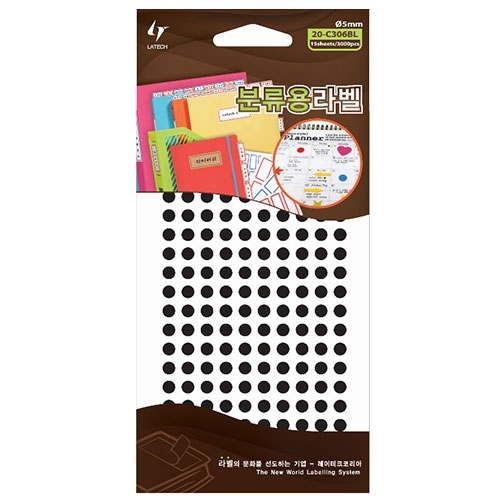 LATECH
Ø5mm
20-C306BL
15sheets/3000pcs
분류용라벨
Planner
라벨의 문화를 선도하는 기업 - 레이테크코리아
The New World Labelling System